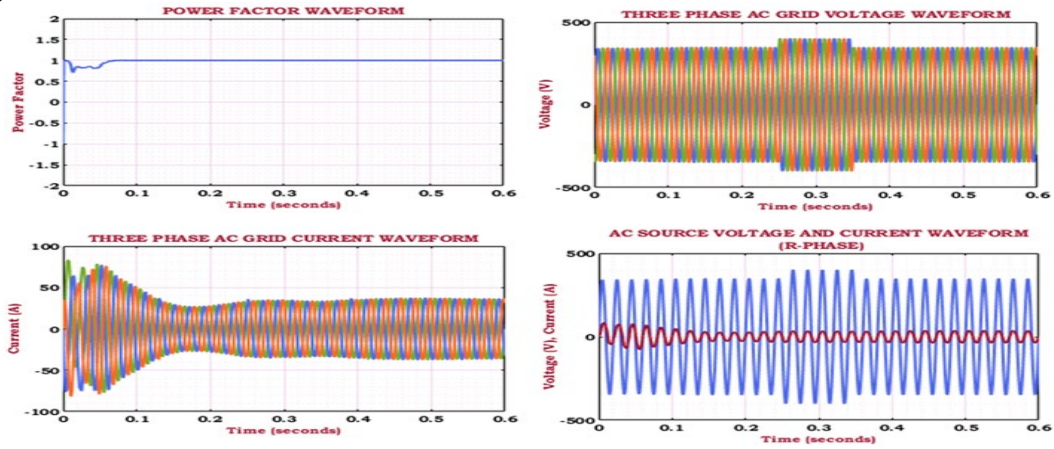 POWER FACTOR WAVEFORM
Power Factor
2
1.5
1
0.5
0
-0.5
-1
-1.5
-2
0 0.1 0.2 0.3 0.4 0.5 0.6
Time (seconds)
THREE PHASE AC GRID VOLTAGE WAVEFORM
Voltage (V)
500
0
-500
0 0.1 0.2 0.3 0.4 0.5 0.6
Time (seconds)
THREE PHASE AC GRID CURRENT WAVEFORM
Current (A)
100
50
0
-50
-100
0 0.1 0.2 0.3 0.4 0.5 0.6
Time (seconds)
AC SOURCE VOLTAGE AND CURRENT WAVEFORM
(R-PHASE)
Voltage (V), Current (A)
500
0
-500
0 0.1 0.2 0.3 0.4 0.5 0.6
Time (seconds)